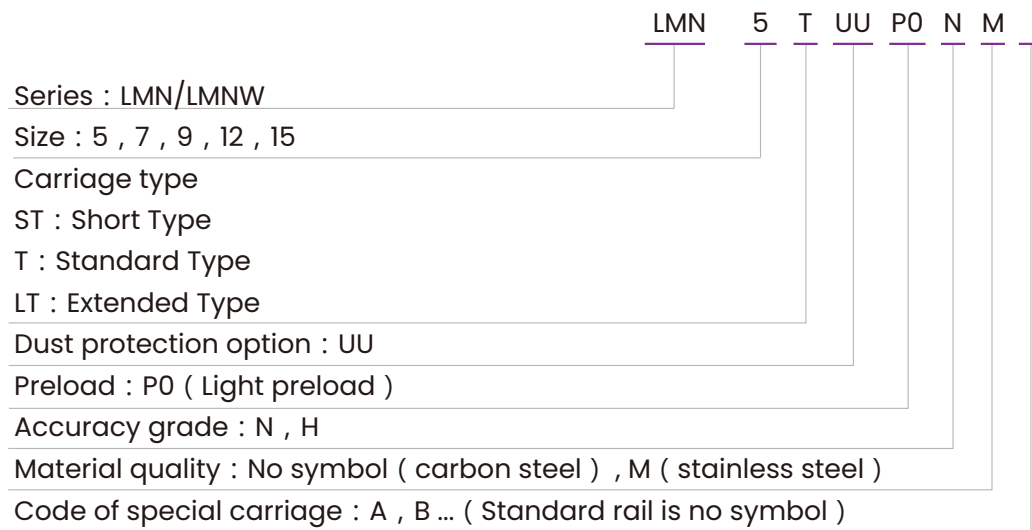 LMN 5 T UU P0 N M
Series : LMN/LMNW
Size : 5 , 7 , 9 , 12 , 15
Carriage type
ST : Short Type
T : Standard Type
LT : Extended Type
Dust protection option : UU
Preload : P0 ( Light preload )
Accuracy grade : N , H
Material quality : No symbol ( carbon steel ) , M ( stainless steel )
Code of special carriage : A , B ... ( Standard rail is no symbol )